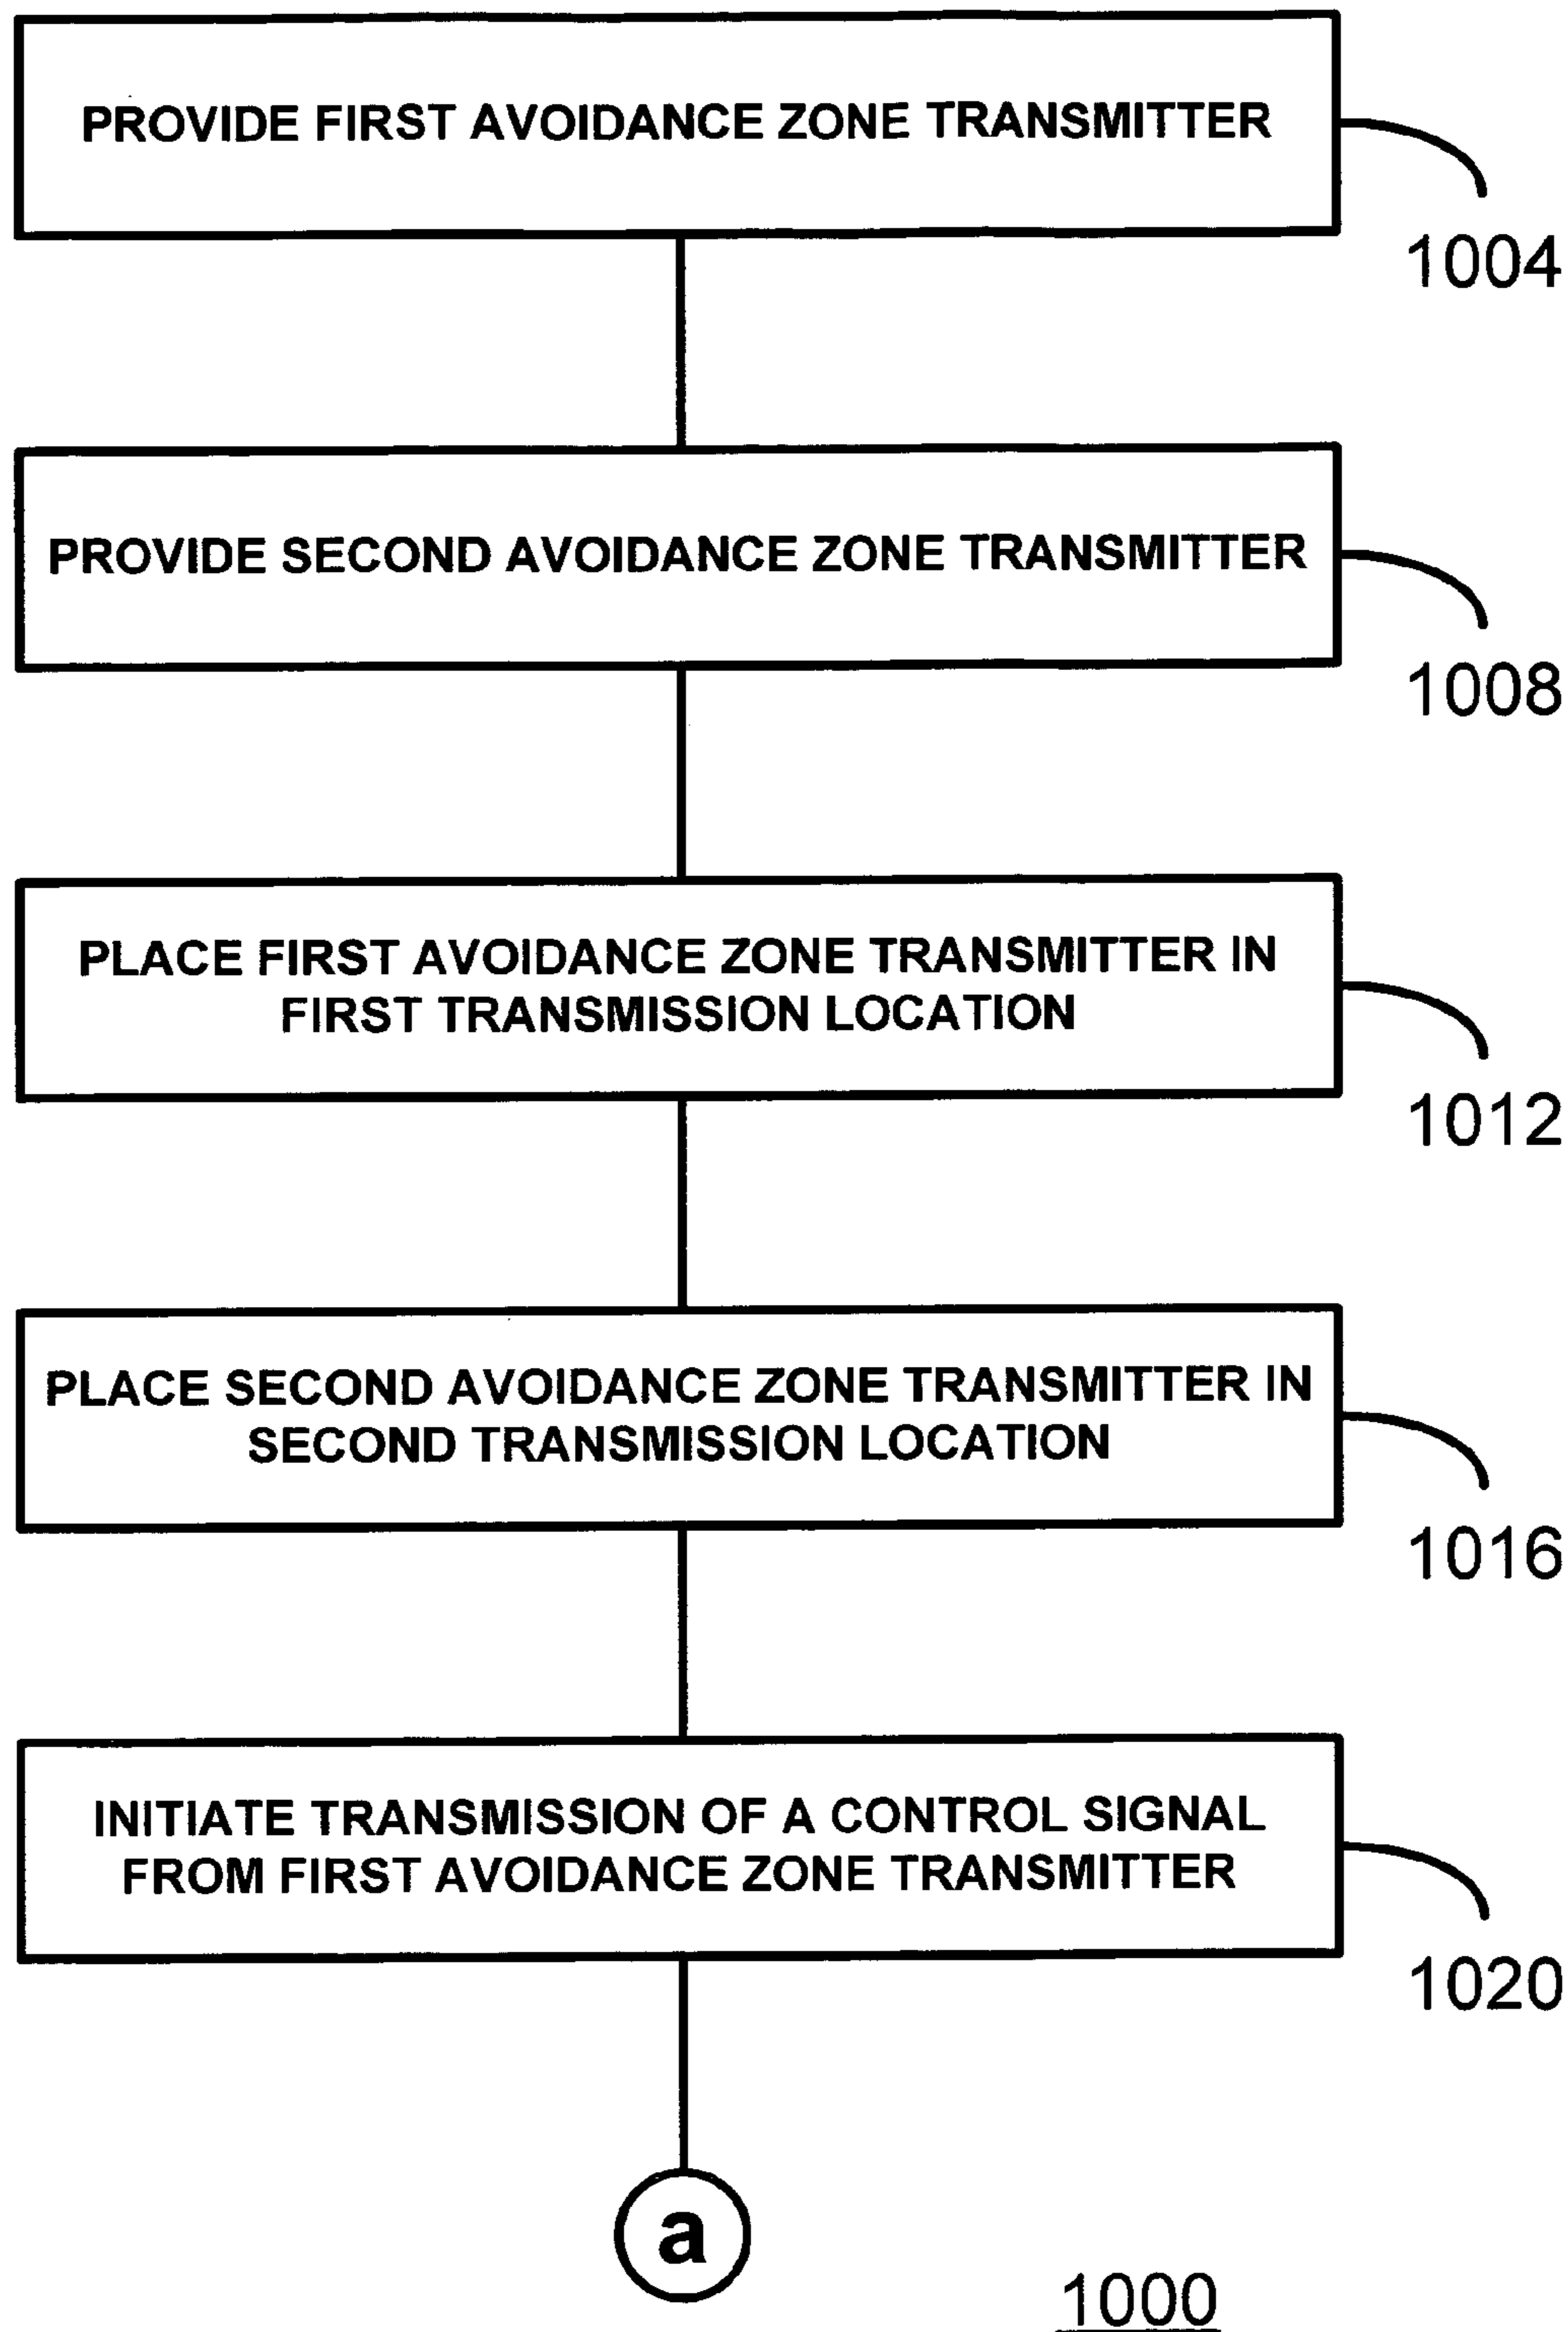 PROVIDE FIRST AVOIDANCE ZONE TRANSMITTER
1004
PROVIDE SECOND AVOIDANCE ZONE TRANSMITTER
1008
PLACE FIRST AVOIDANCE ZONE TRANSMITTER IN
FIRST TRANSMISSION LOCATION
1012
PLACE SECOND AVOIDANCE ZONE TRANSMITTER IN
SECOND TRANSMISSION LOCATION
1016
INITIATE TRANSMISSION OF A CONTROL SIGNAL
FROM FIRST AVOIDANCE ZONE TRANSMITTER
1020
a
1000